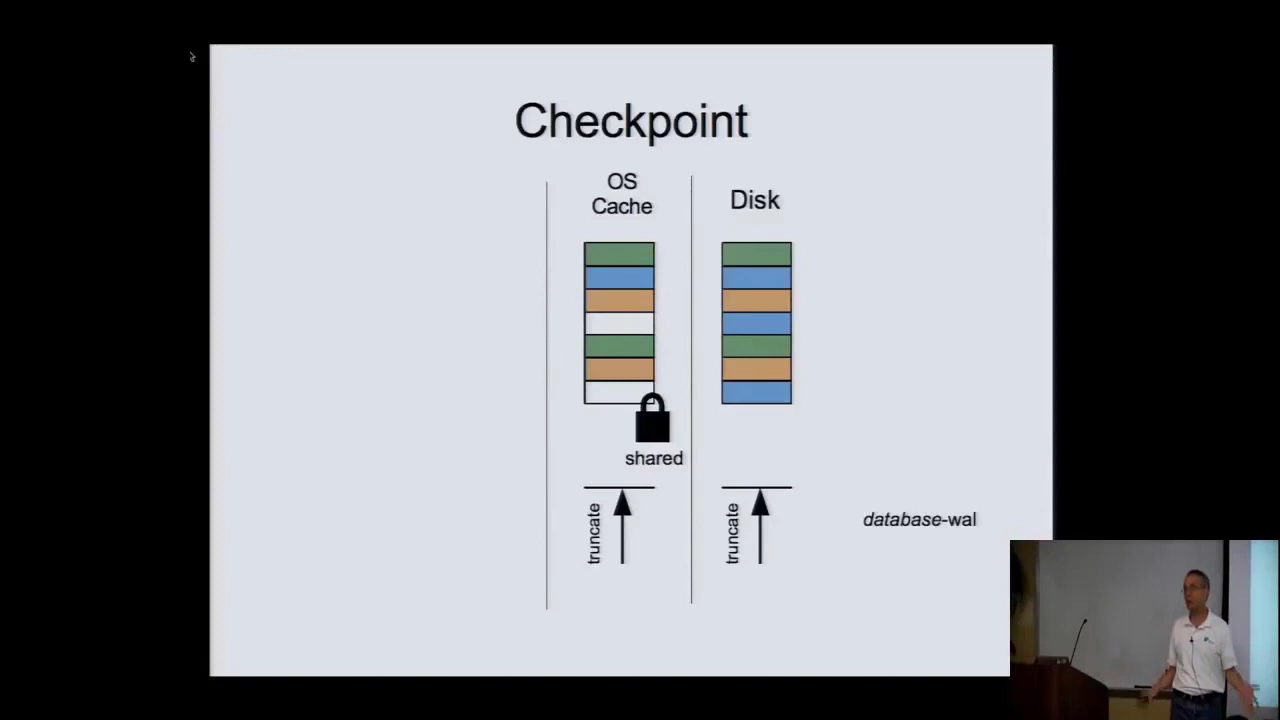 Checkpoint
OS
Cache
Disk
shared
truncate
truncate
database-wal